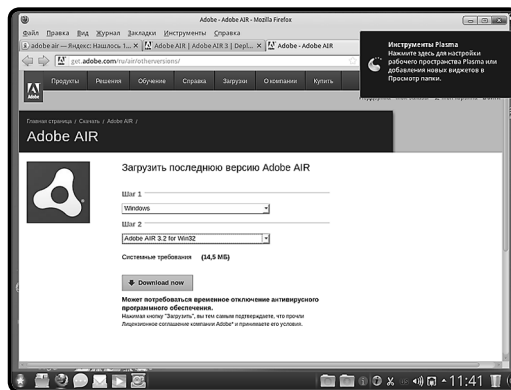 Adobe - Adobe AIR - Mozilla Firefox
Файл Правка Вид Журнал Закладки Инструменты Справка
adobe air — Яндекс: Нашлось 1...
Adobe AIR | Adobe AIR 3 | Depl...
Adobe - Adobe AIR
get.adobe.com/ru/air/otherversions/
Инструменты Plasma
Нажмите здесь для настройки
рабочего пространства Plasma или
добавления новых виджетов в
Просмотр папки.
Adobe
Продукты Решения Обучение Справка Загрузки О компании Купить
Главная страница / Скачать / Adobe AIR /
Adobe AIR
Загрузить последнюю версию Adobe AIR
Шаг 1
Windows
Шаг 2
Adobe AIR 3.2 for Win32
Системные требования (14,5 МБ)
Download now
Может потребоваться временное отключение антивирусного
программного обеспечения.
Нажимая кнопку "Загрузить", вы тем самым подтверждаете, что прочли
Лицензионное соглашение компании Adobe* и принимаете его условия.
11:41